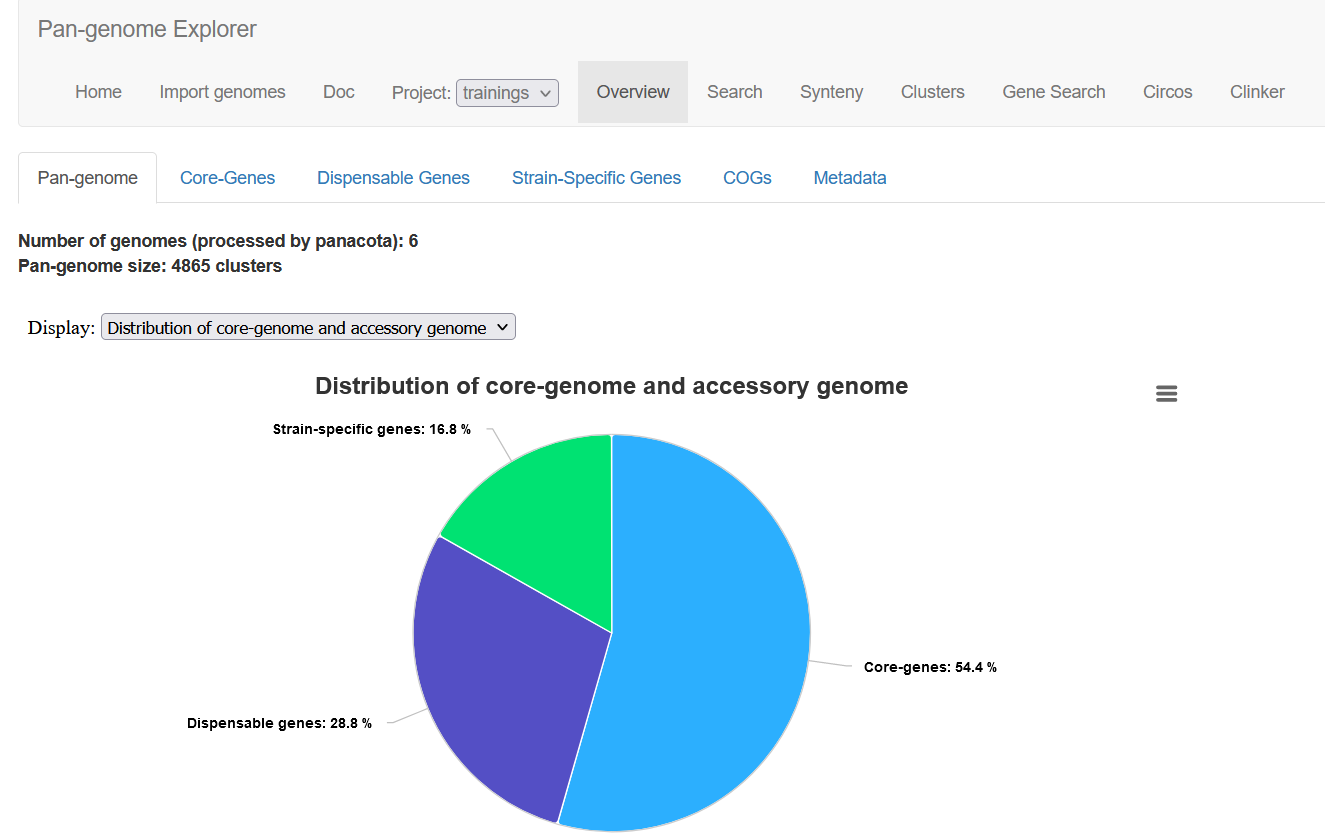 Pan-genome Explorer
Home Import genomes Doc Project: trainings Overview Search Synteny Clusters Gene Search Circos Clinker
Pan-genome Core-Genes Dispensable Genes Strain-Specific Genes COGs Metadata
Number of genomes (processed by panacota): 6
Pan-genome size: 4865 clusters
Display: Distribution of core-genome and accessory genome
Distribution of core-genome and accessory genome
Strain-specific genes: 16.8 %
Core-genes: 54.4 %
Dispensable genes: 28.8 %